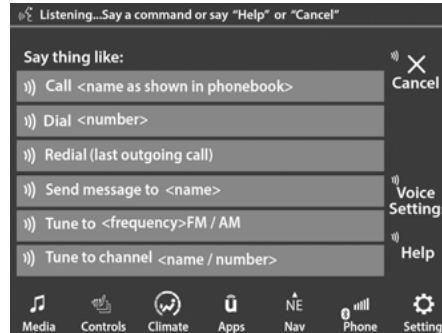 Listening...Say a command or say "Help" or "Cancel"
Say thing like:
Call <name as shown in phonebook>
Dial <number>
Redial (last outgoing call)
Send message to <name>
Tune to <frequency>FM / AM
Tune to channel <name / number>
Cancel
Voice
Setting
Help
Media
Controls
Climate
û
Apps
NE
Nav
Phone
Setting